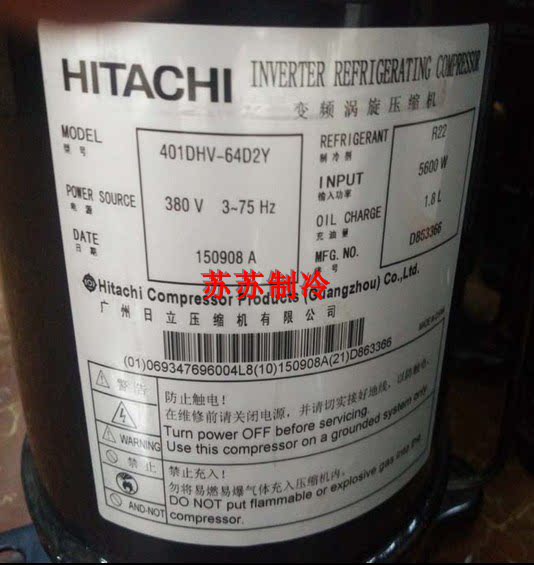 HITACHI INVERTER REFRIGERATING COMPRESSOR
变频涡旋压缩机
MODEL
型号
401DHV-64D2Y
POWER SOURCE
电源
380 V 3~75 Hz
DATE
日期
150908 A
REFRIGERANT
制冷剂
R22
INPUT
输入功率
5600 W
OIL CHARGE
充油量
1.8 L
MFG. NO.
D863366
苏苏制冷
Hitachi Compressor Products (Guangzhou) Co., Ltd.
广州日立压缩机有限公司
MADE IN CHINA
(01)069347696004L8(10)150908A(21)D863366
警告
WARNING
防止触电!
在维修前请关闭电源，并请切实接好地线，以防触电。
Turn power OFF before servicing.
Use this compressor on a grounded system only.
禁止
AND-NOT
禁止充入!
勿将易燃易爆气体充入压缩机内。
DO NOT put flammable or explosive gas into the
compressor.